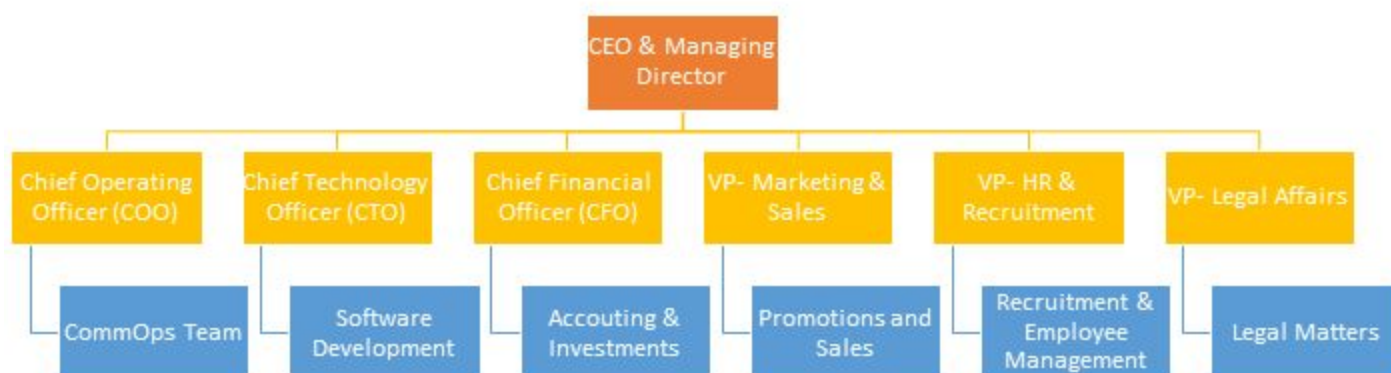 CEO & Managing
Director
Chief Operating
Officer (COO)
Chief Technology
Officer (CTO)
Chief Financial
Officer (CFO)
VP- Marketing &
Sales
VP- HR &
Recruitment
VP- Legal Affairs
CommOps Team
Software
Development
Accouting &
Investments
Promotions and
Sales
Recruitment &
Employee
Management
Legal Matters